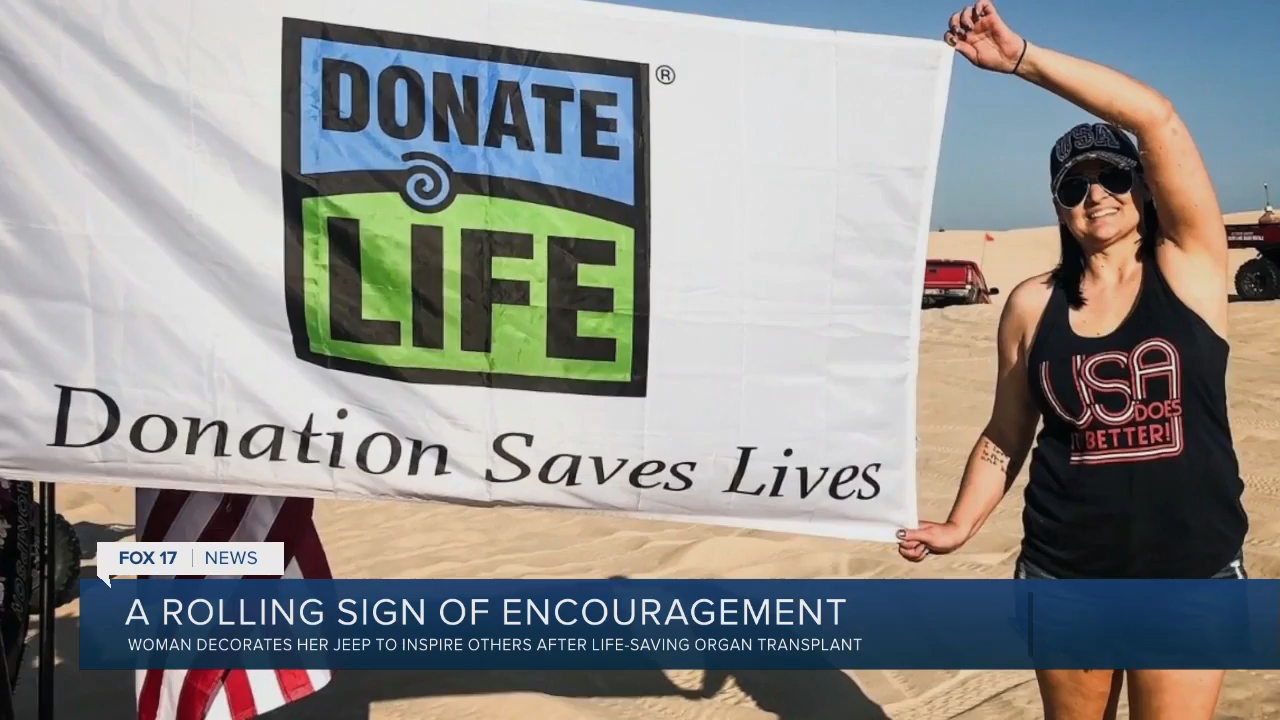 DONATE
LIFE
®
Donation Saves Lives
USA
USA
DOES
IT BETTER!
FOX 17 | NEWS
A ROLLING SIGN OF ENCOURAGEMENT
WOMAN DECORATES HER JEEP TO INSPIRE OTHERS AFTER LIFE-SAVING ORGAN TRANSPLANT